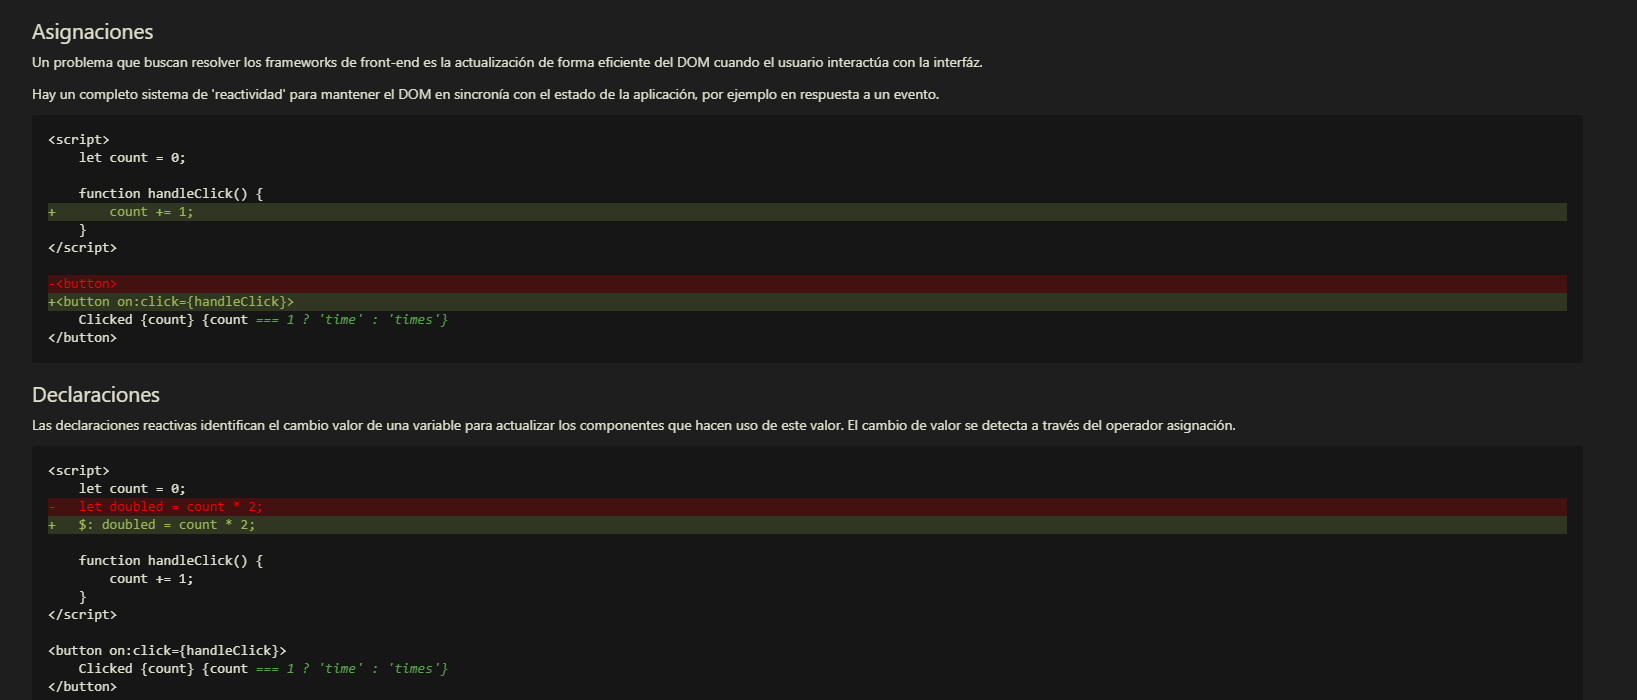 Asignaciones
Un problema que buscan resolver los frameworks de front-end es la actualización de forma eficiente del DOM cuando el usuario interactúa con la interfáz.
Hay un completo sistema de 'reactividad' para mantener el DOM en sincronía con el estado de la aplicación, por ejemplo en respuesta a un evento.
<script>
    let count = 0;
    function handleClick() {
+       count += 1;
    }
</script>
-<button>
+<button on:click={handleClick}>
    Clicked {count} {count === 1 ? 'time' : 'times'}
</button>
Declaraciones
Las declaraciones reactivas identifican el cambio valor de una variable para actualizar los componentes que hacen uso de este valor. El cambio de valor se detecta a través del operador asignación.
<script>
    let count = 0;
-   let doubled = count * 2;
+   $: doubled = count * 2;
    function handleClick() {
        count += 1;
    }
</script>
<button on:click={handleClick}>
    Clicked {count} {count === 1 ? 'time' : 'times'}
</button>